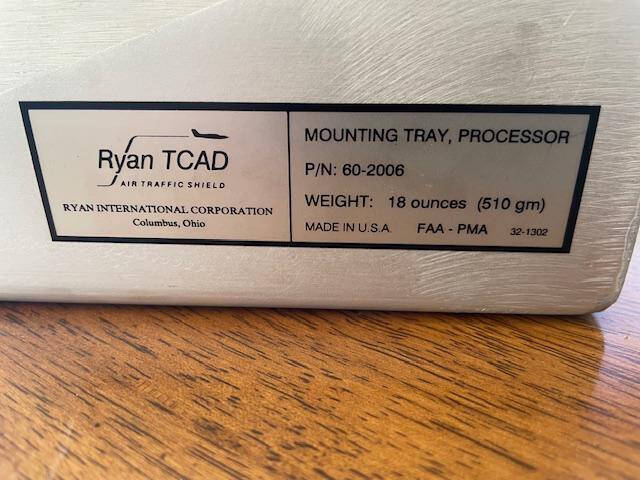 Ryan TCAD
AIR TRAFFIC SHIELD
RYAN INTERNATIONAL CORPORATION
Columbus, Ohio
MOUNTING TRAY, PROCESSOR
P/N: 60-2006
WEIGHT: 18 ounces (510 gm)
MADE IN U.S.A. FAA - PMA 32-1302